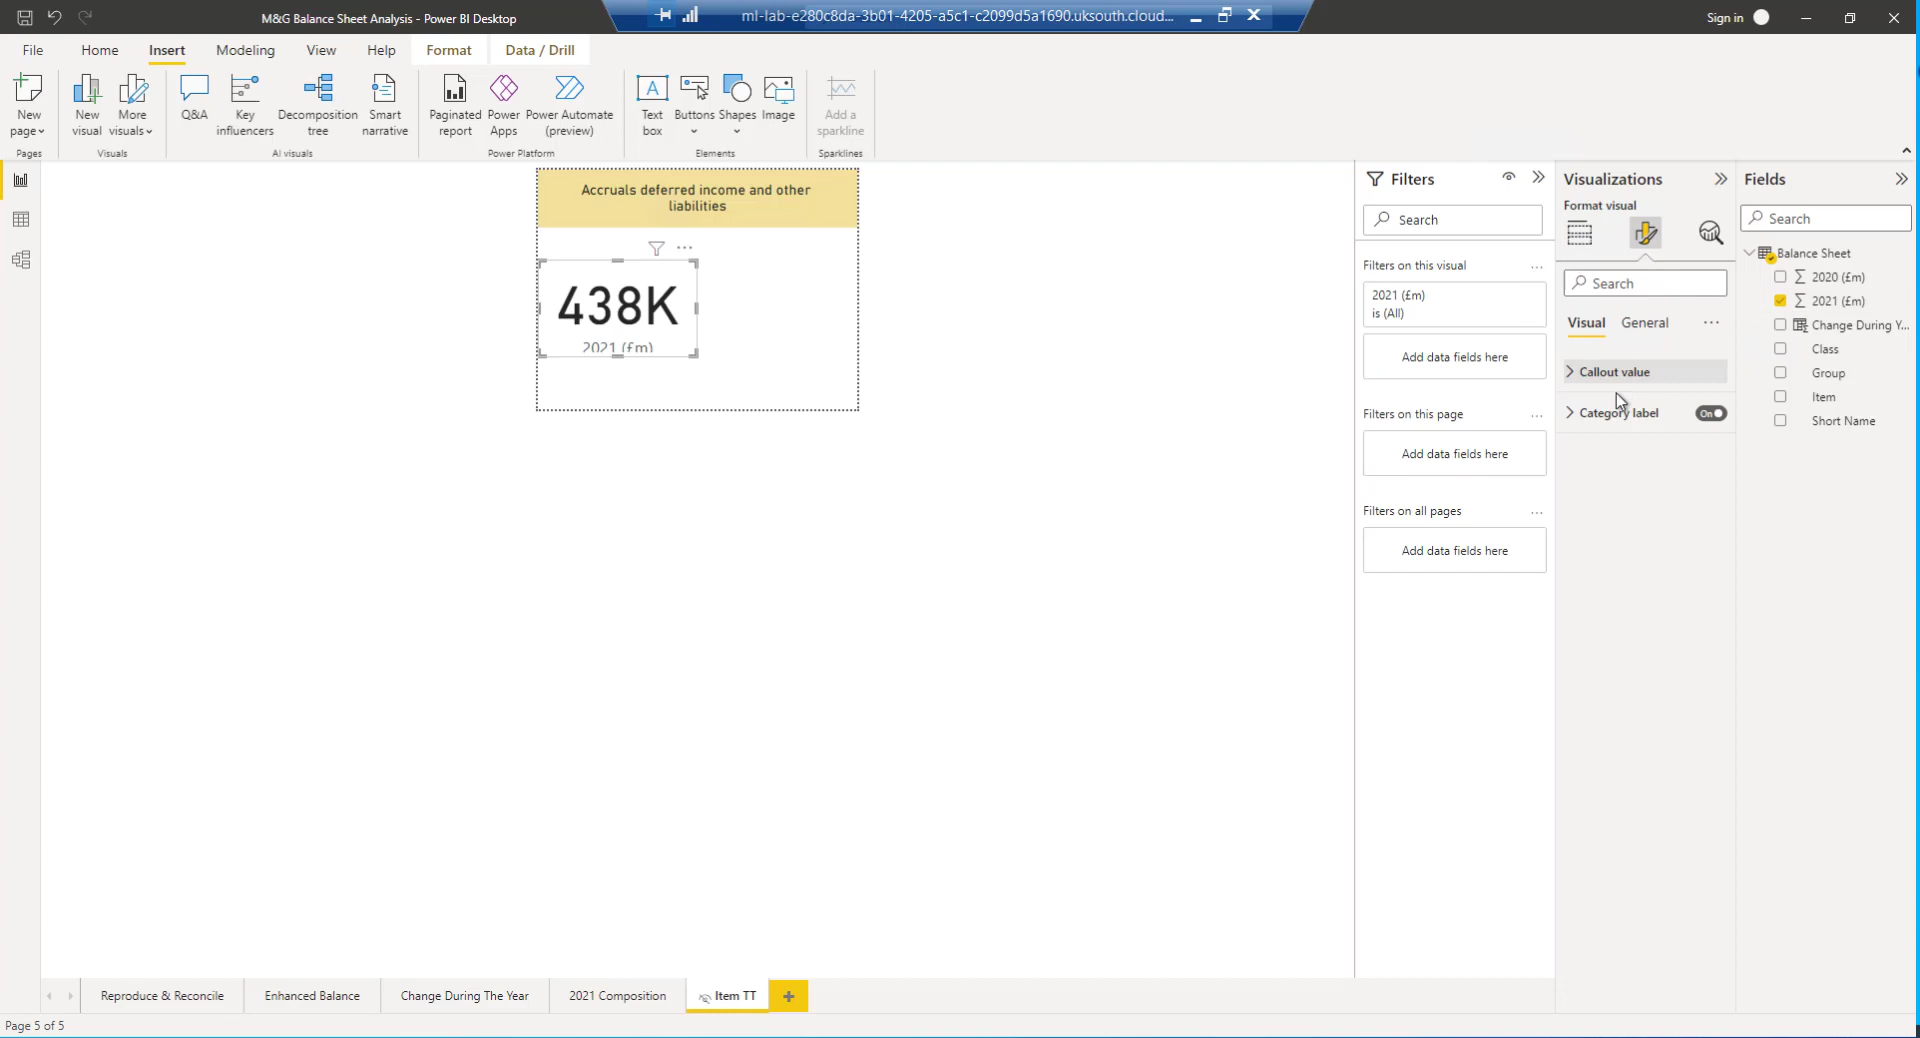 M&G Balance Sheet Analysis - Power BI Desktop
ml-lab-e280c8da-3b01-4205-a5c1-c2099d5a1690.uksouth.cloud...
Sign in
File
Home
Insert
Modeling
View
Help
Format
Data / Drill
New
page
New
visual
More
visuals
Q&A
Key
influencers
Decomposition
tree
Smart
narrative
Paginated
report
Power
Apps
Power Automate
(preview)
Text
box
Buttons
Shapes
Image
Add a
sparkline
Pages
Visuals
AI visuals
Power Platform
Elements
Sparklines
Accruals deferred income and other
liabilities
438K
2021 (£m)
Filters
Search
Filters on this visual
2021 (£m)
is (All)
Add data fields here
Filters on this page
Add data fields here
Filters on all pages
Add data fields here
Visualizations
Format visual
Search
Visual
General
Callout value
Category label
On
Fields
Search
Balance Sheet
2020 (£m)
2021 (£m)
Change During Y...
Class
Group
Item
Short Name
Reproduce & Reconcile
Enhanced Balance
Change During The Year
2021 Composition
Item TT
Page 5 of 5